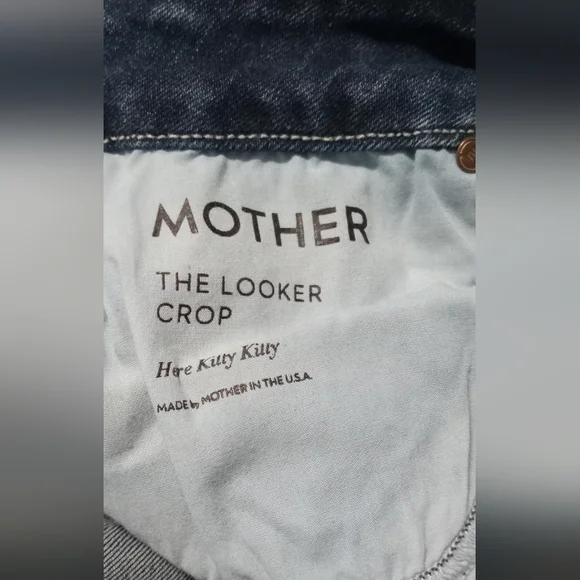 MOTHER
THE LOOKER
CROP
Here Kitty Kitty
MADE by MOTHER IN THE U.S.A.